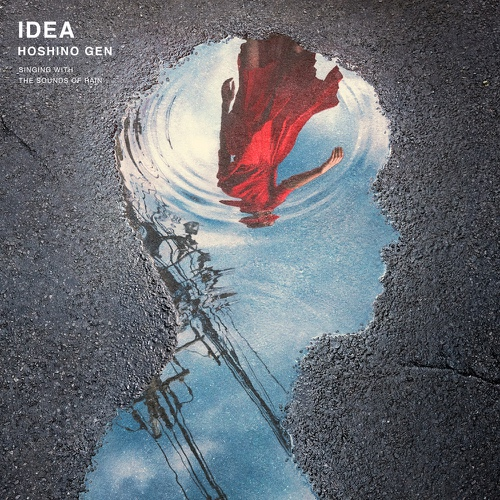 IDEA
HOSHINO GEN
SINGING WITH
THE SOUNDS OF RAIN